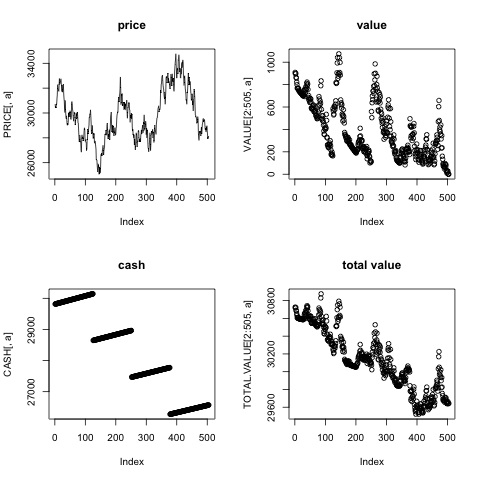 price
PRICE[, a]
34000
30000
26000
0 100 200 300 400 500
Index
value
VALUE[2:505, a]
1000
600
200
0
0 100 200 300 400 500
Index
cash
CASH[, a]
29000
27000
0 100 200 300 400 500
Index
total value
TOTAL.VALUE[2:505, a]
30800
30200
29600
0 100 200 300 400 500
Index